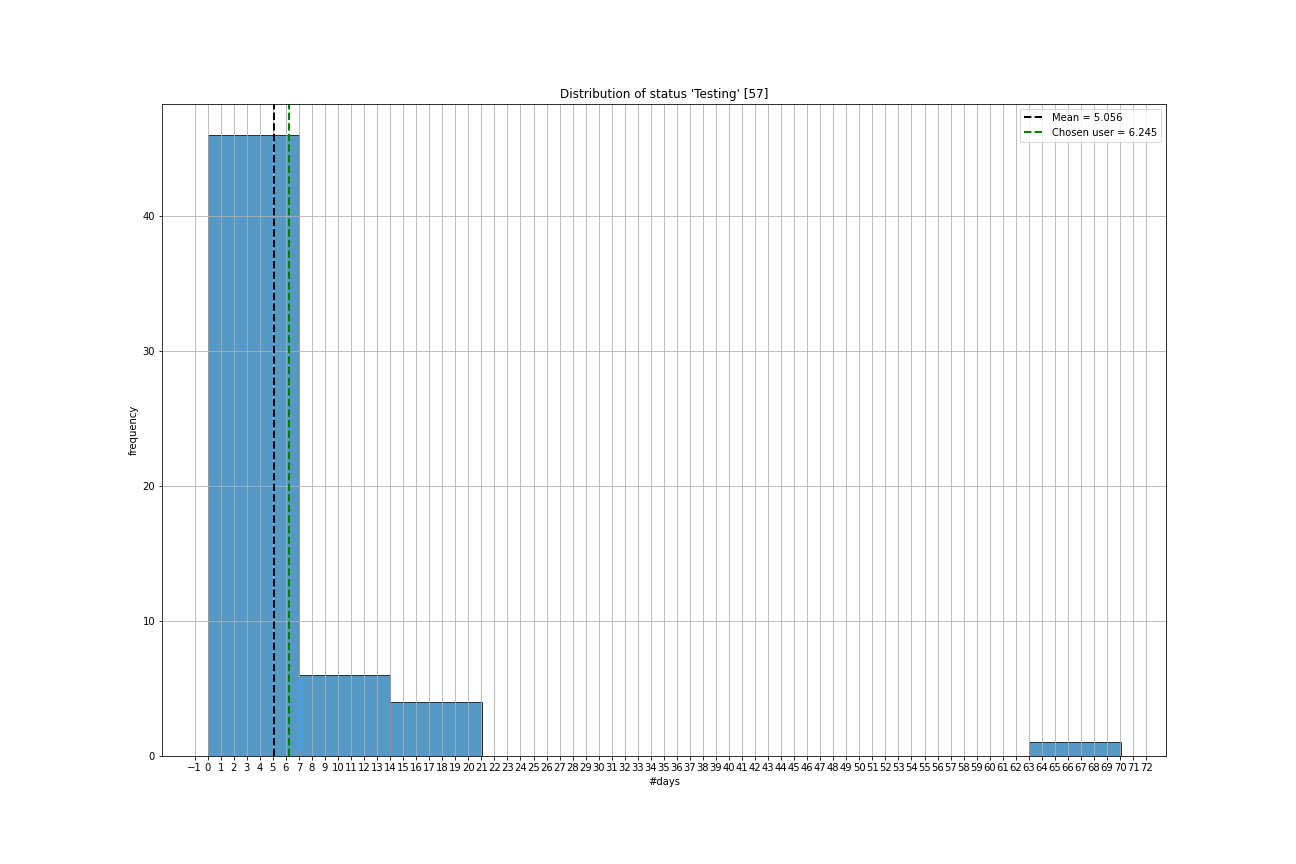 Distribution of status 'Testing' [57]
Mean = 5.056
Chosen user = 6.245
frequency
40
30
20
10
0
−1 0 1 2 3 4 5 6 7 8 9 10 11 12 13 14 15 16 17 18 19 20 21 22 23 24 25 26 27 28 29 30 31 32 33 34 35 36 37 38 39 40 41 42 43 44 45 46 47 48 49 50 51 52 53 54 55 56 57 58 59 60 61 62 63 64 65 66 67 68 69 70 71 72
#days